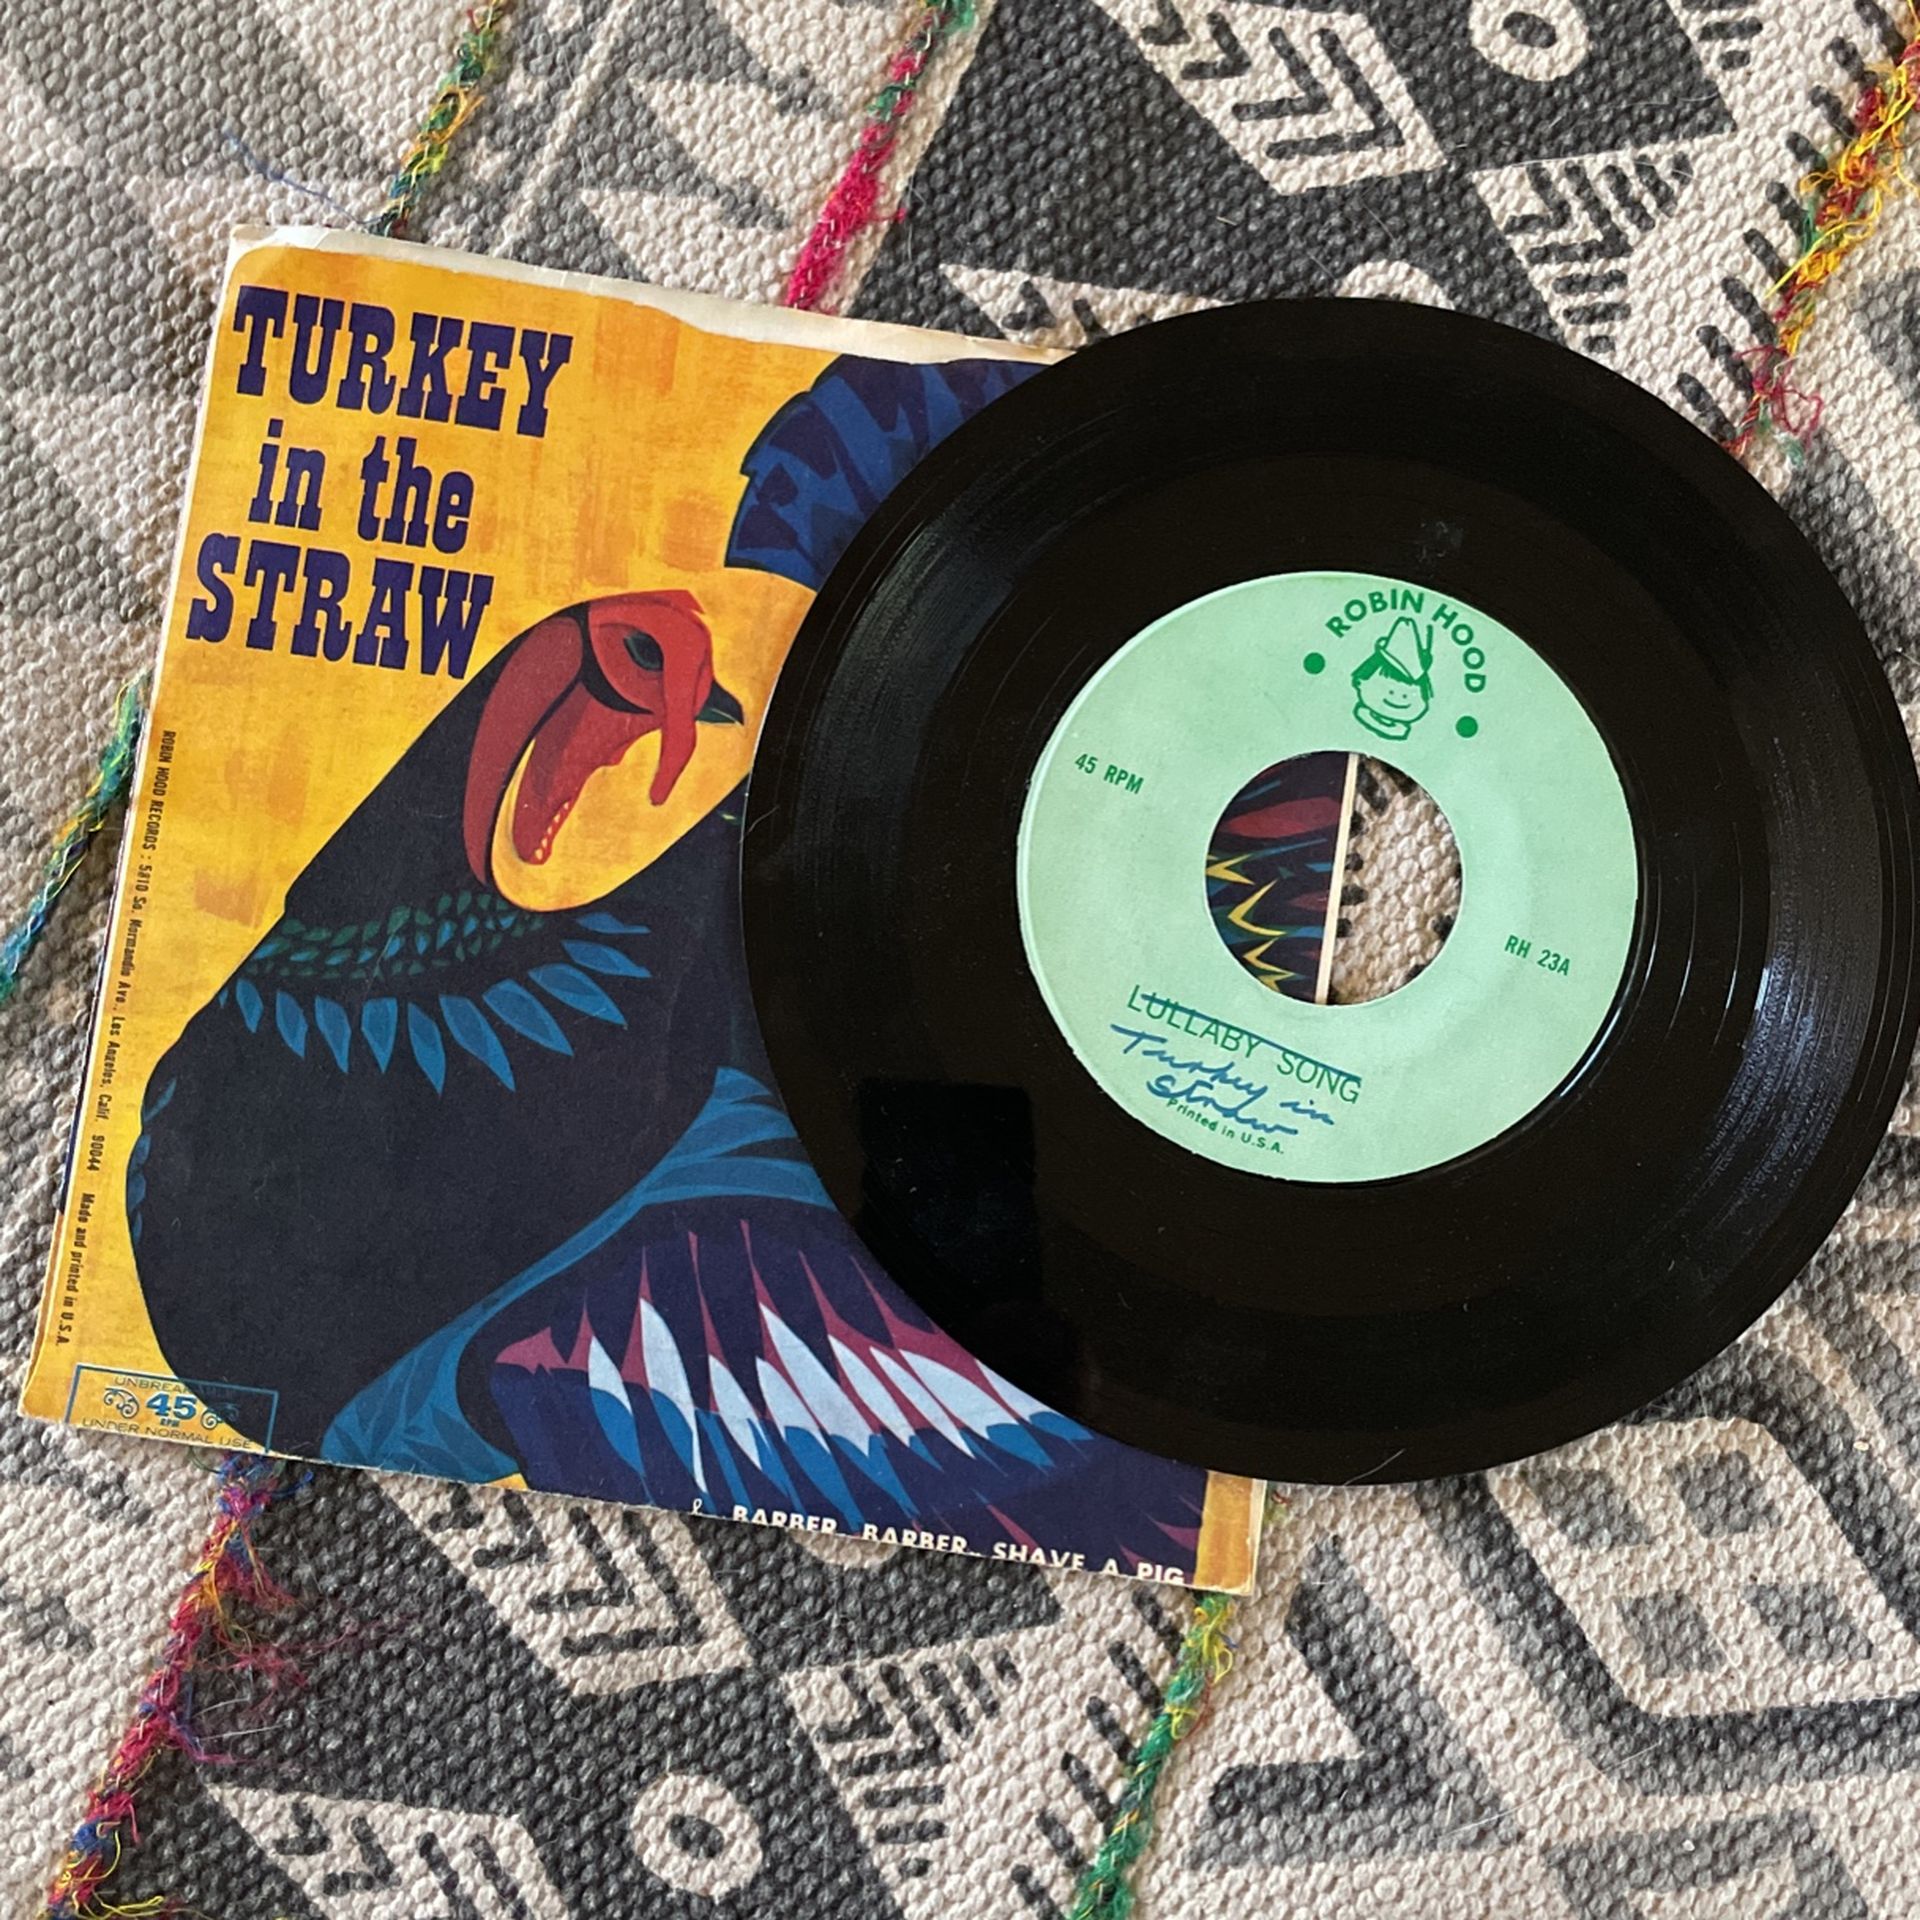 TURKEY
in the
STRAW
ROBIN HOOD RECORDS : 5810 So. Normandie Ave., Los Angeles, Calif. 90044 Made and printed in U.S.A.
UNBREAKABLE
45
RPM
UNDER NORMAL USE
& BARBER, BARBER, SHAVE A PIG
ROBIN HOOD
45 RPM
RH 23A
LULLABY SONG
Turkey in
Straw
Printed in U.S.A.